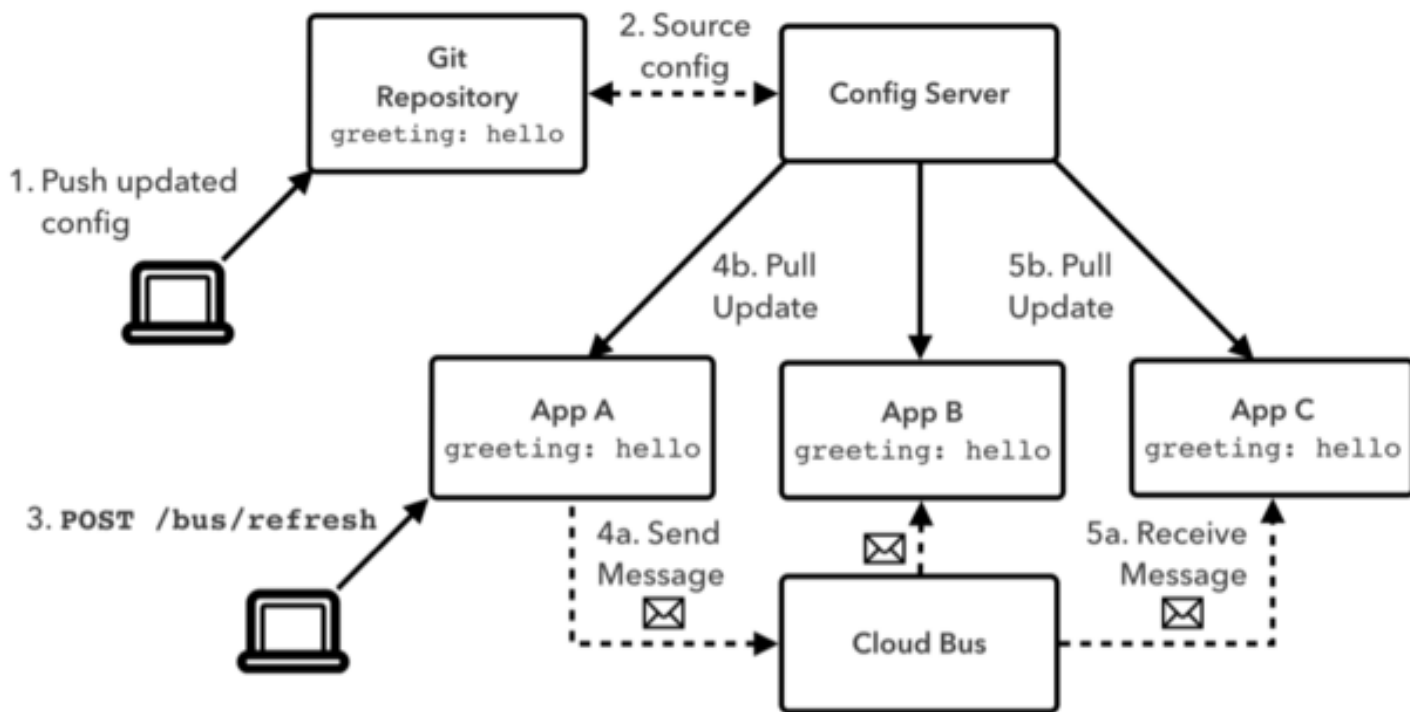 Git
Repository
greeting: hello
2. Source
config
Config Server
1. Push updated
config
4b. Pull
Update
5b. Pull
Update
App A
greeting: hello
App B
greeting: hello
App C
greeting: hello
3. POST /bus/refresh
4a. Send
Message
5a. Receive
Message
Cloud Bus